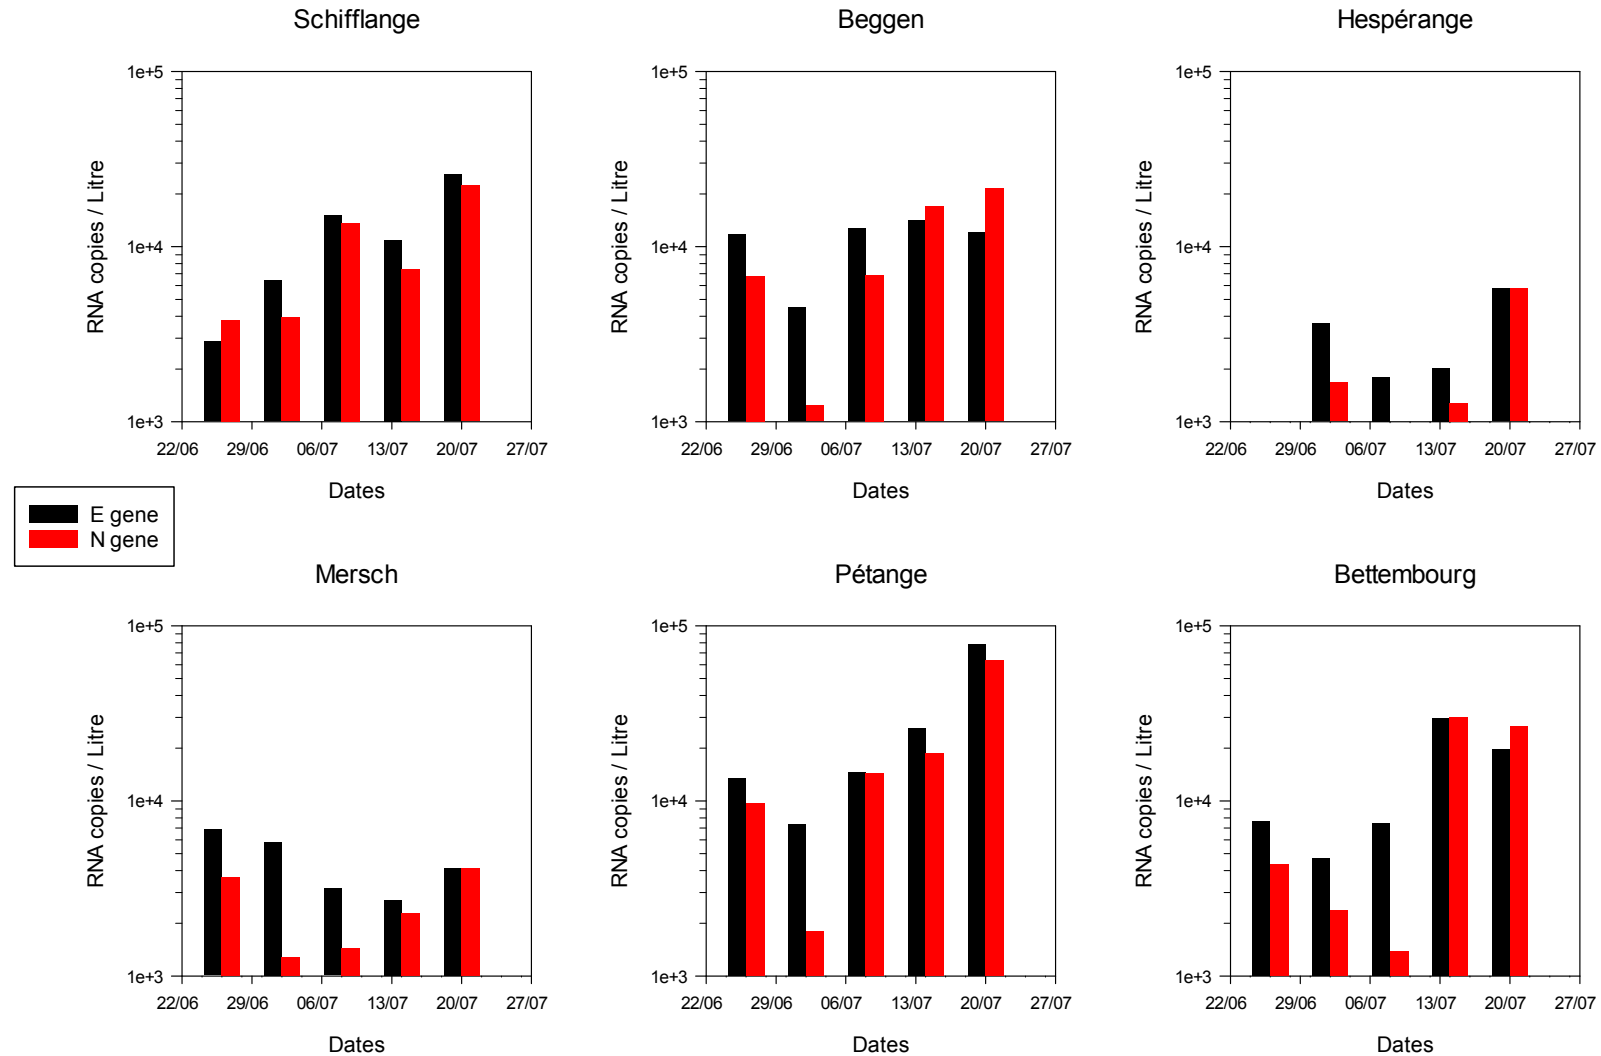 Schifflange
Beggen
Hespérange
1e+5
1e+4
1e+3
RNA copies / Litre
22/06 29/06 06/07 13/07 20/07 27/07
Dates
1e+5
1e+4
1e+3
RNA copies / Litre
22/06 29/06 06/07 13/07 20/07 27/07
Dates
1e+5
1e+4
1e+3
RNA copies / Litre
22/06 29/06 06/07 13/07 20/07 27/07
Dates
E gene
N gene
Mersch
Pétange
Bettembourg
1e+5
1e+4
1e+3
RNA copies / Litre
22/06 29/06 06/07 13/07 20/07 27/07
Dates
1e+5
1e+4
1e+3
RNA copies / Litre
22/06 29/06 06/07 13/07 20/07 27/07
Dates
1e+5
1e+4
1e+3
RNA copies / Litre
22/06 29/06 06/07 13/07 20/07 27/07
Dates